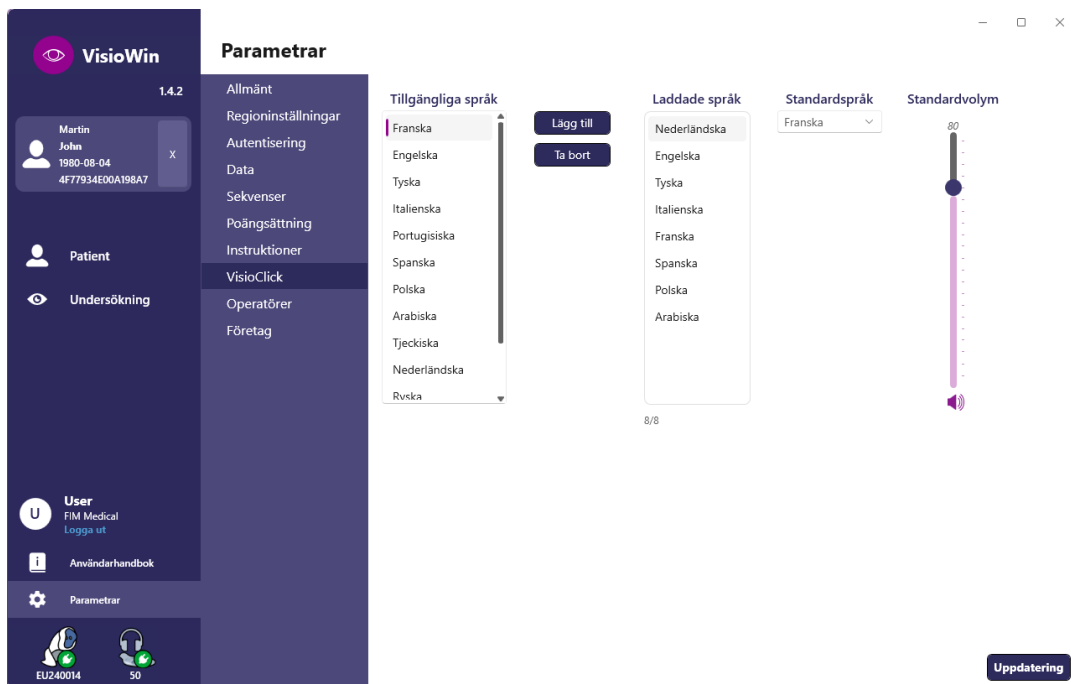 VisioWin
1.4.2
Martin
John
1980-08-04
4F77934E00A198A7
X
Patient
Undersökning
U
User
FIM Medical
Logga ut
i
Användarhandbok
Parametrar
EU240014
50
Parametrar
Allmänt
Regioninställningar
Autentisering
Data
Sekvenser
Poängsättning
Instruktioner
VisioClick
Operatörer
Företag
Tillgängliga språk
Franska
Engelska
Tyska
Italienska
Portugisiska
Spanska
Polska
Arabiska
Tjeckiska
Nederländska
Ryska
Lägg till
Ta bort
Laddade språk
Nederländska
Engelska
Tyska
Italienska
Franska
Spanska
Polska
Arabiska
8/8
Standardspråk
Franska
Standardvolym
80
Uppdatering